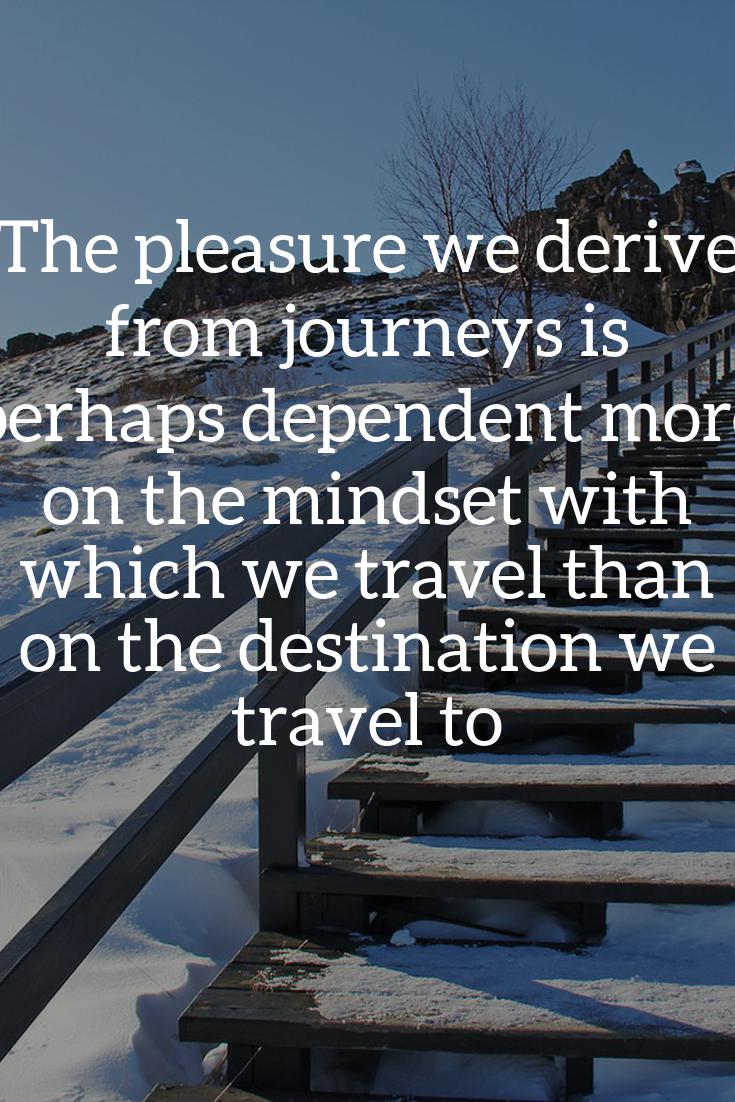 The pleasure we derive
from journeys is
perhaps dependent more
on the mindset with
which we travel than
on the destination we
travel to